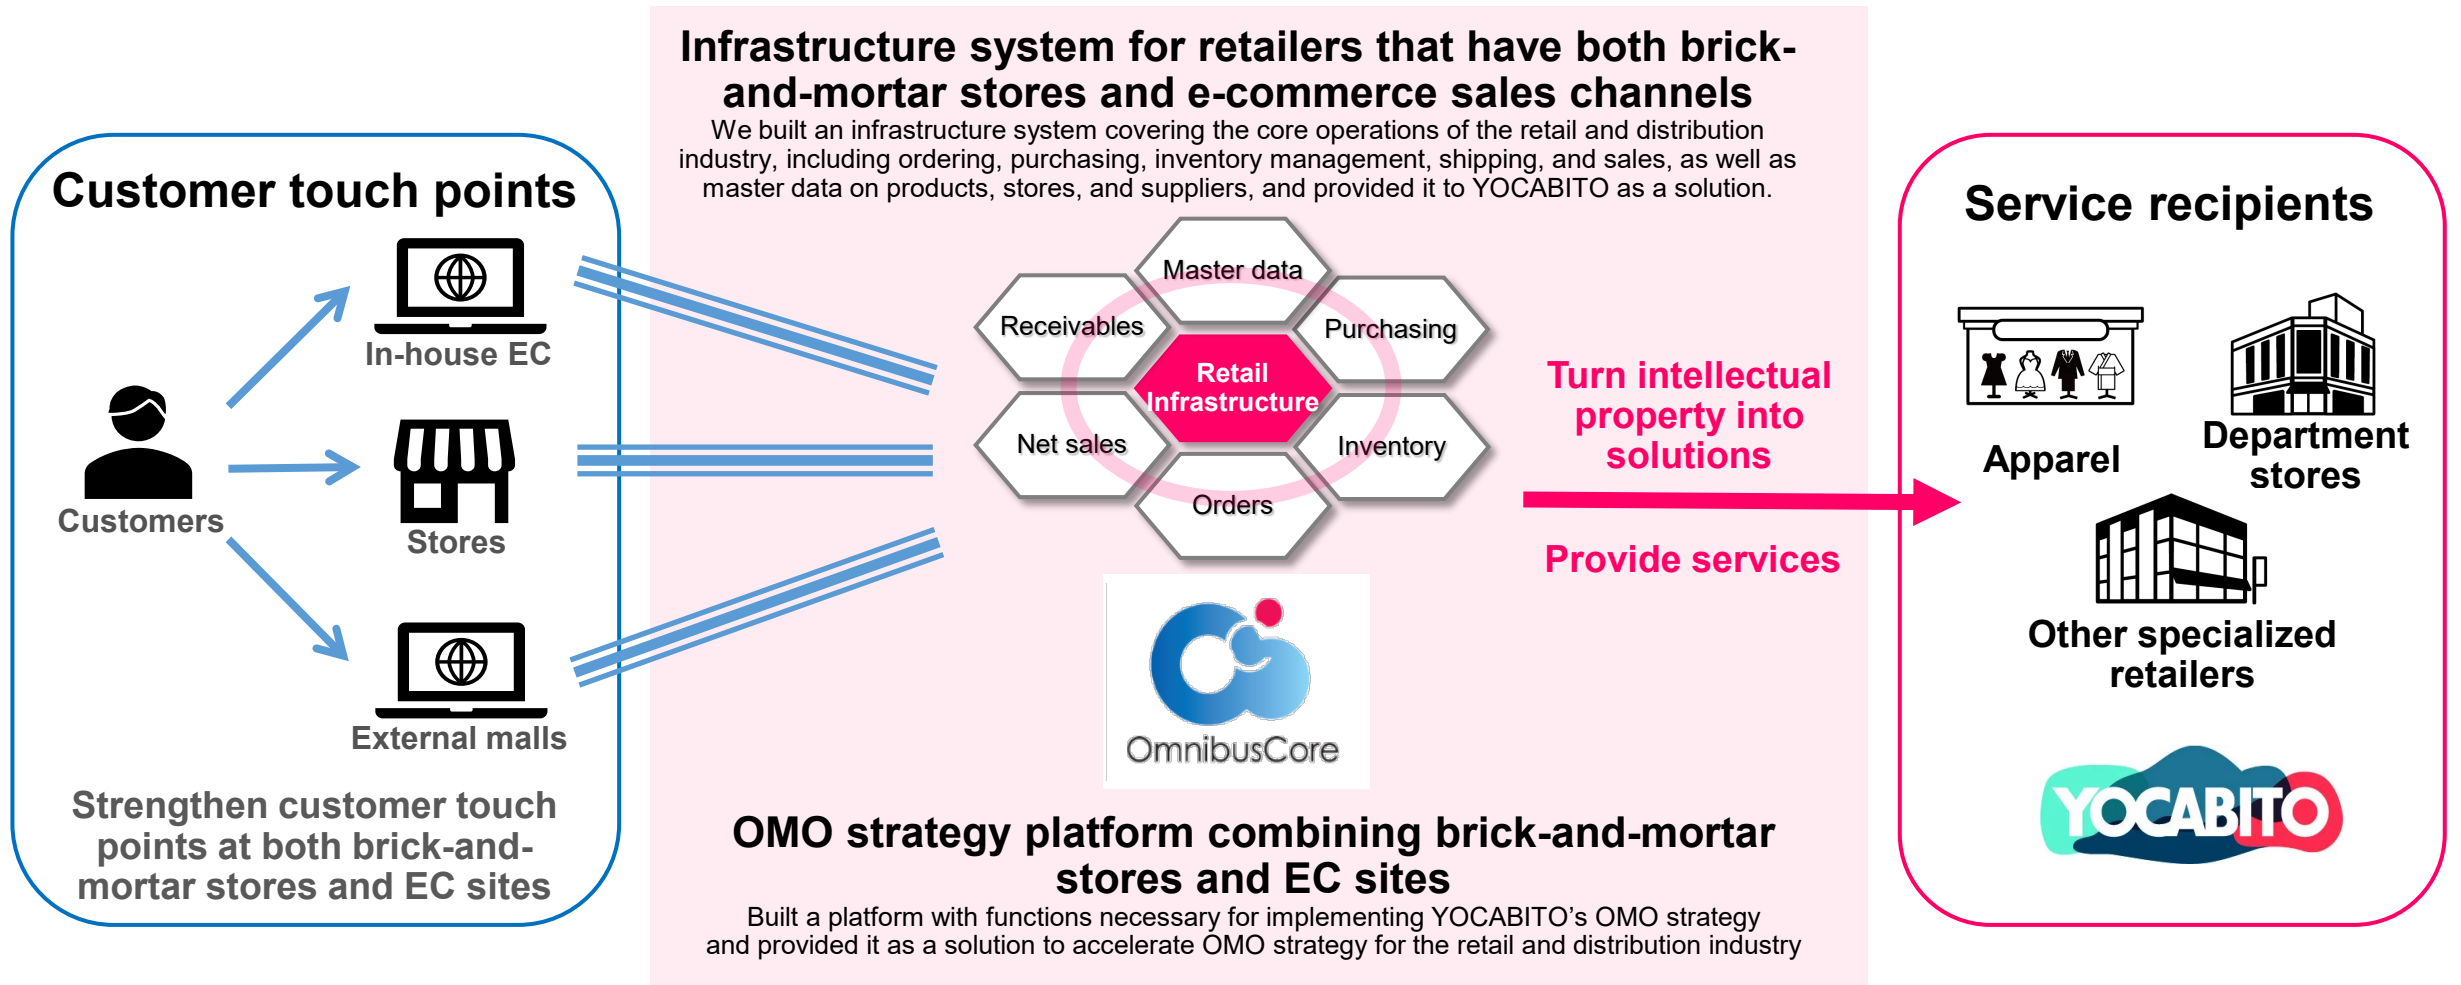 Customer touch points
In-house EC
Customers
Stores
External malls
Strengthen customer touch
points at both brick-and-
mortar stores and EC sites
Infrastructure system for retailers that have both brick-
and-mortar stores and e-commerce sales channels
We built an infrastructure system covering the core operations of the retail and distribution
industry, including ordering, purchasing, inventory management, shipping, and sales, as well as
master data on products, stores, and suppliers, and provided it to YOCABITO as a solution.
Master data
Receivables
Purchasing
Retail
Infrastructure
Net sales
Inventory
Orders
OmnibusCore
OMO strategy platform combining brick-and-mortar
stores and EC sites
Built a platform with functions necessary for implementing YOCABITO’s OMO strategy
and provided it as a solution to accelerate OMO strategy for the retail and distribution industry
Turn intellectual
property into
solutions
Provide services
Service recipients
Apparel
Department
stores
Other specialized
retailers
YOCABITO